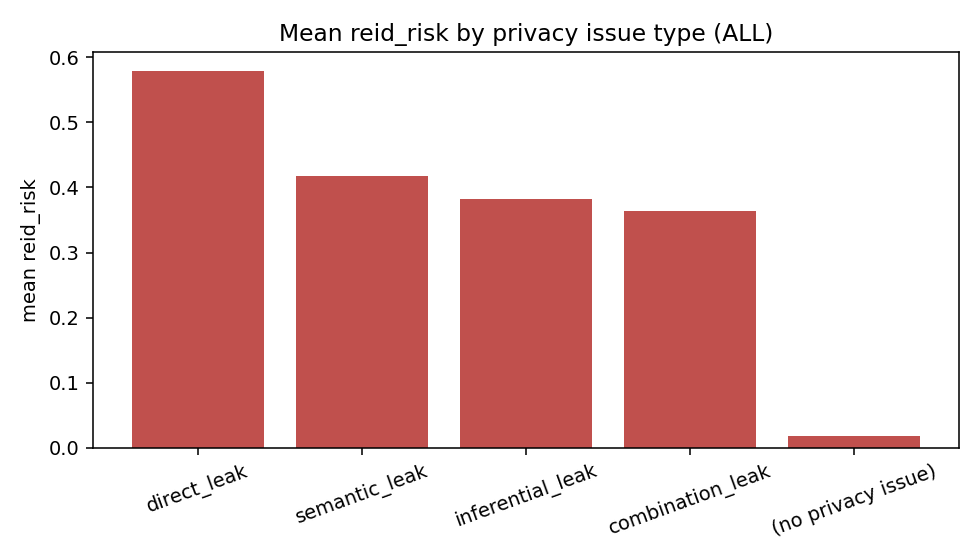 Mean reid_risk by privacy issue type (ALL)
mean reid_risk
0.6
0.5
0.4
0.3
0.2
0.1
0.0
direct_leak
semantic_leak
inferential_leak
combination_leak
(no privacy issue)